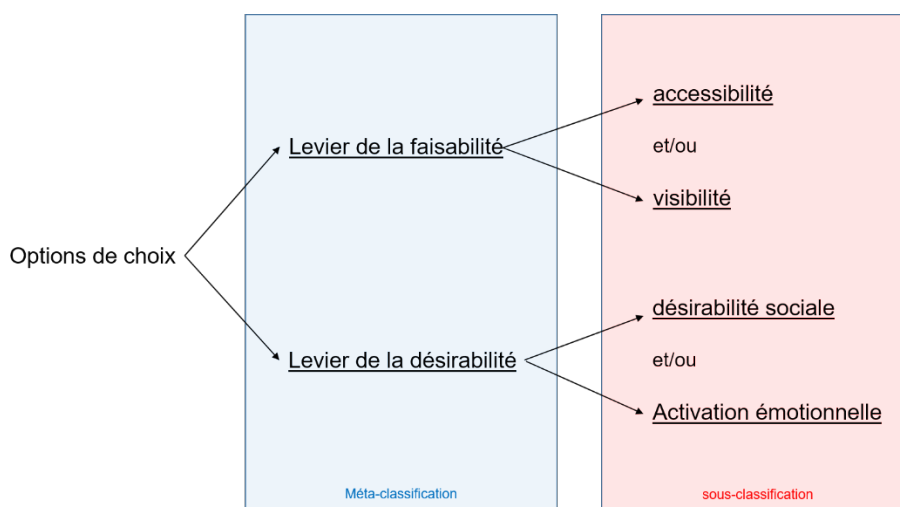 Options de choix
Levier de la faisabilité
Levier de la désirabilité
Méta-classification
accessibilité
et/ou
visibilité
désirabilité sociale
et/ou
Activation émotionnelle
sous-classification